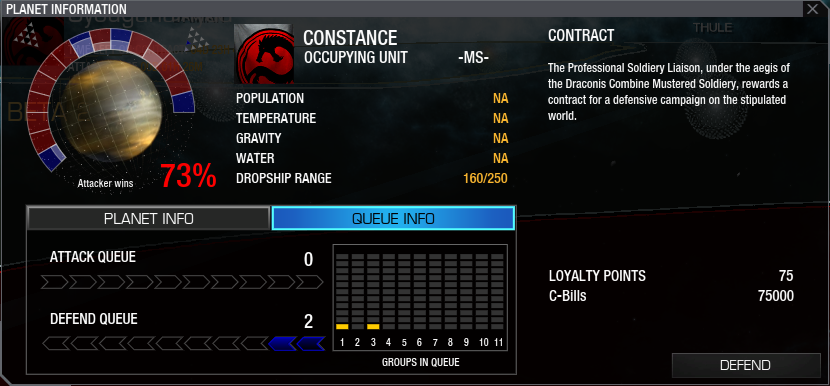 PLANET INFORMATION
THULE
CONSTANCE
OCCUPYING UNIT -MS-
POPULATION NA
TEMPERATURE NA
GRAVITY NA
WATER NA
DROPSHIP RANGE 160/250
Attacker wins 73%
CONTRACT
The Professional Soldiery Liaison, under the aegis of
the Draconis Combine Mustered Soldiery, rewards a
contract for a defensive campaign on the stipulated
world.
PLANET INFO QUEUE INFO
ATTACK QUEUE 0
DEFEND QUEUE 2
1 2 3 4 5 6 7 8 9 10 11
GROUPS IN QUEUE
LOYALTY POINTS 75
C-Bills 75000
DEFEND